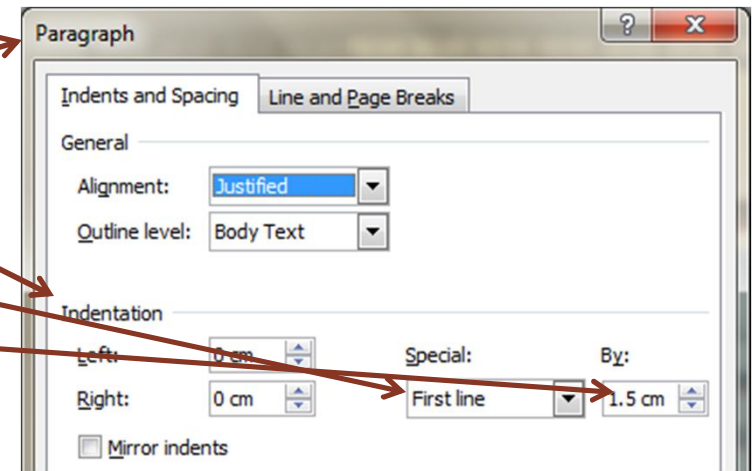 Paragraph ? X
Indents and Spacing Line and Page Breaks
General
Alignment: Justified
Outline level: Body Text
Indentation
Left: 0 cm Special: By:
Right: 0 cm First line 1.5 cm
Mirror indents